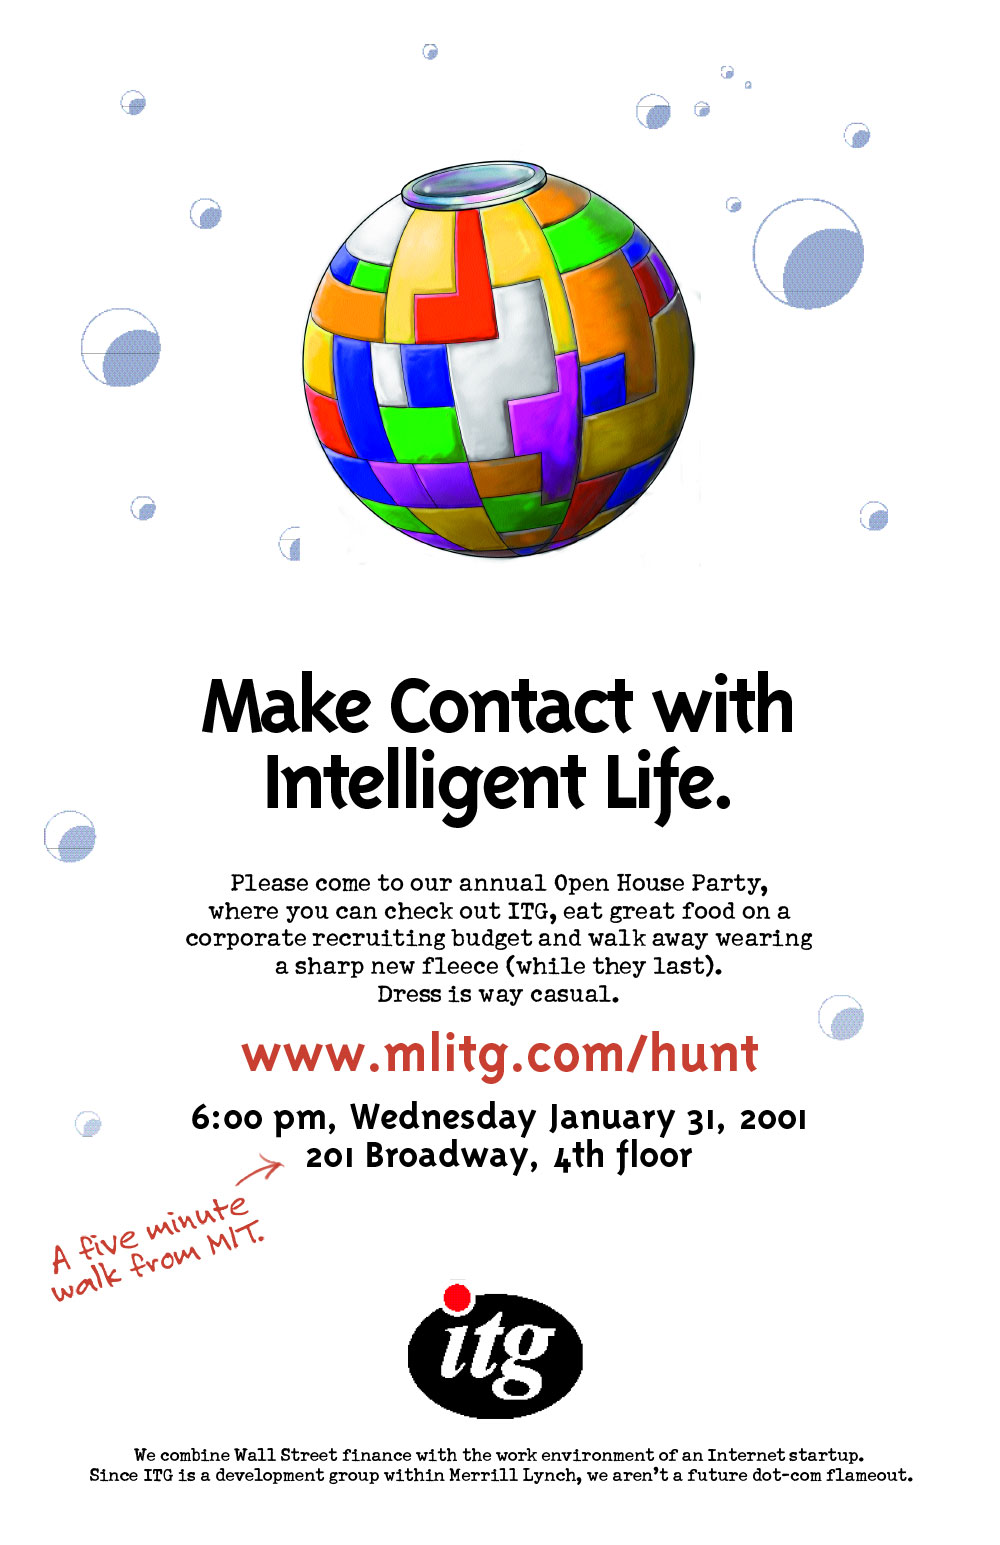 Make Contact with
Intelligent Life.
Please come to our annual Open House Party,
where you can check out ITG, eat great food on a
corporate recruiting budget and walk away wearing
a sharp new fleece (while they last).
Dress is way casual.
www.mlitg.com/hunt
6:00 pm, Wednesday January 31, 2001
201 Broadway, 4th floor
A five minute
walk from MIT.
itg
We combine Wall Street finance with the work environment of an Internet startup.
Since ITG is a development group within Merrill Lynch, we aren't a future dot-com flameout.